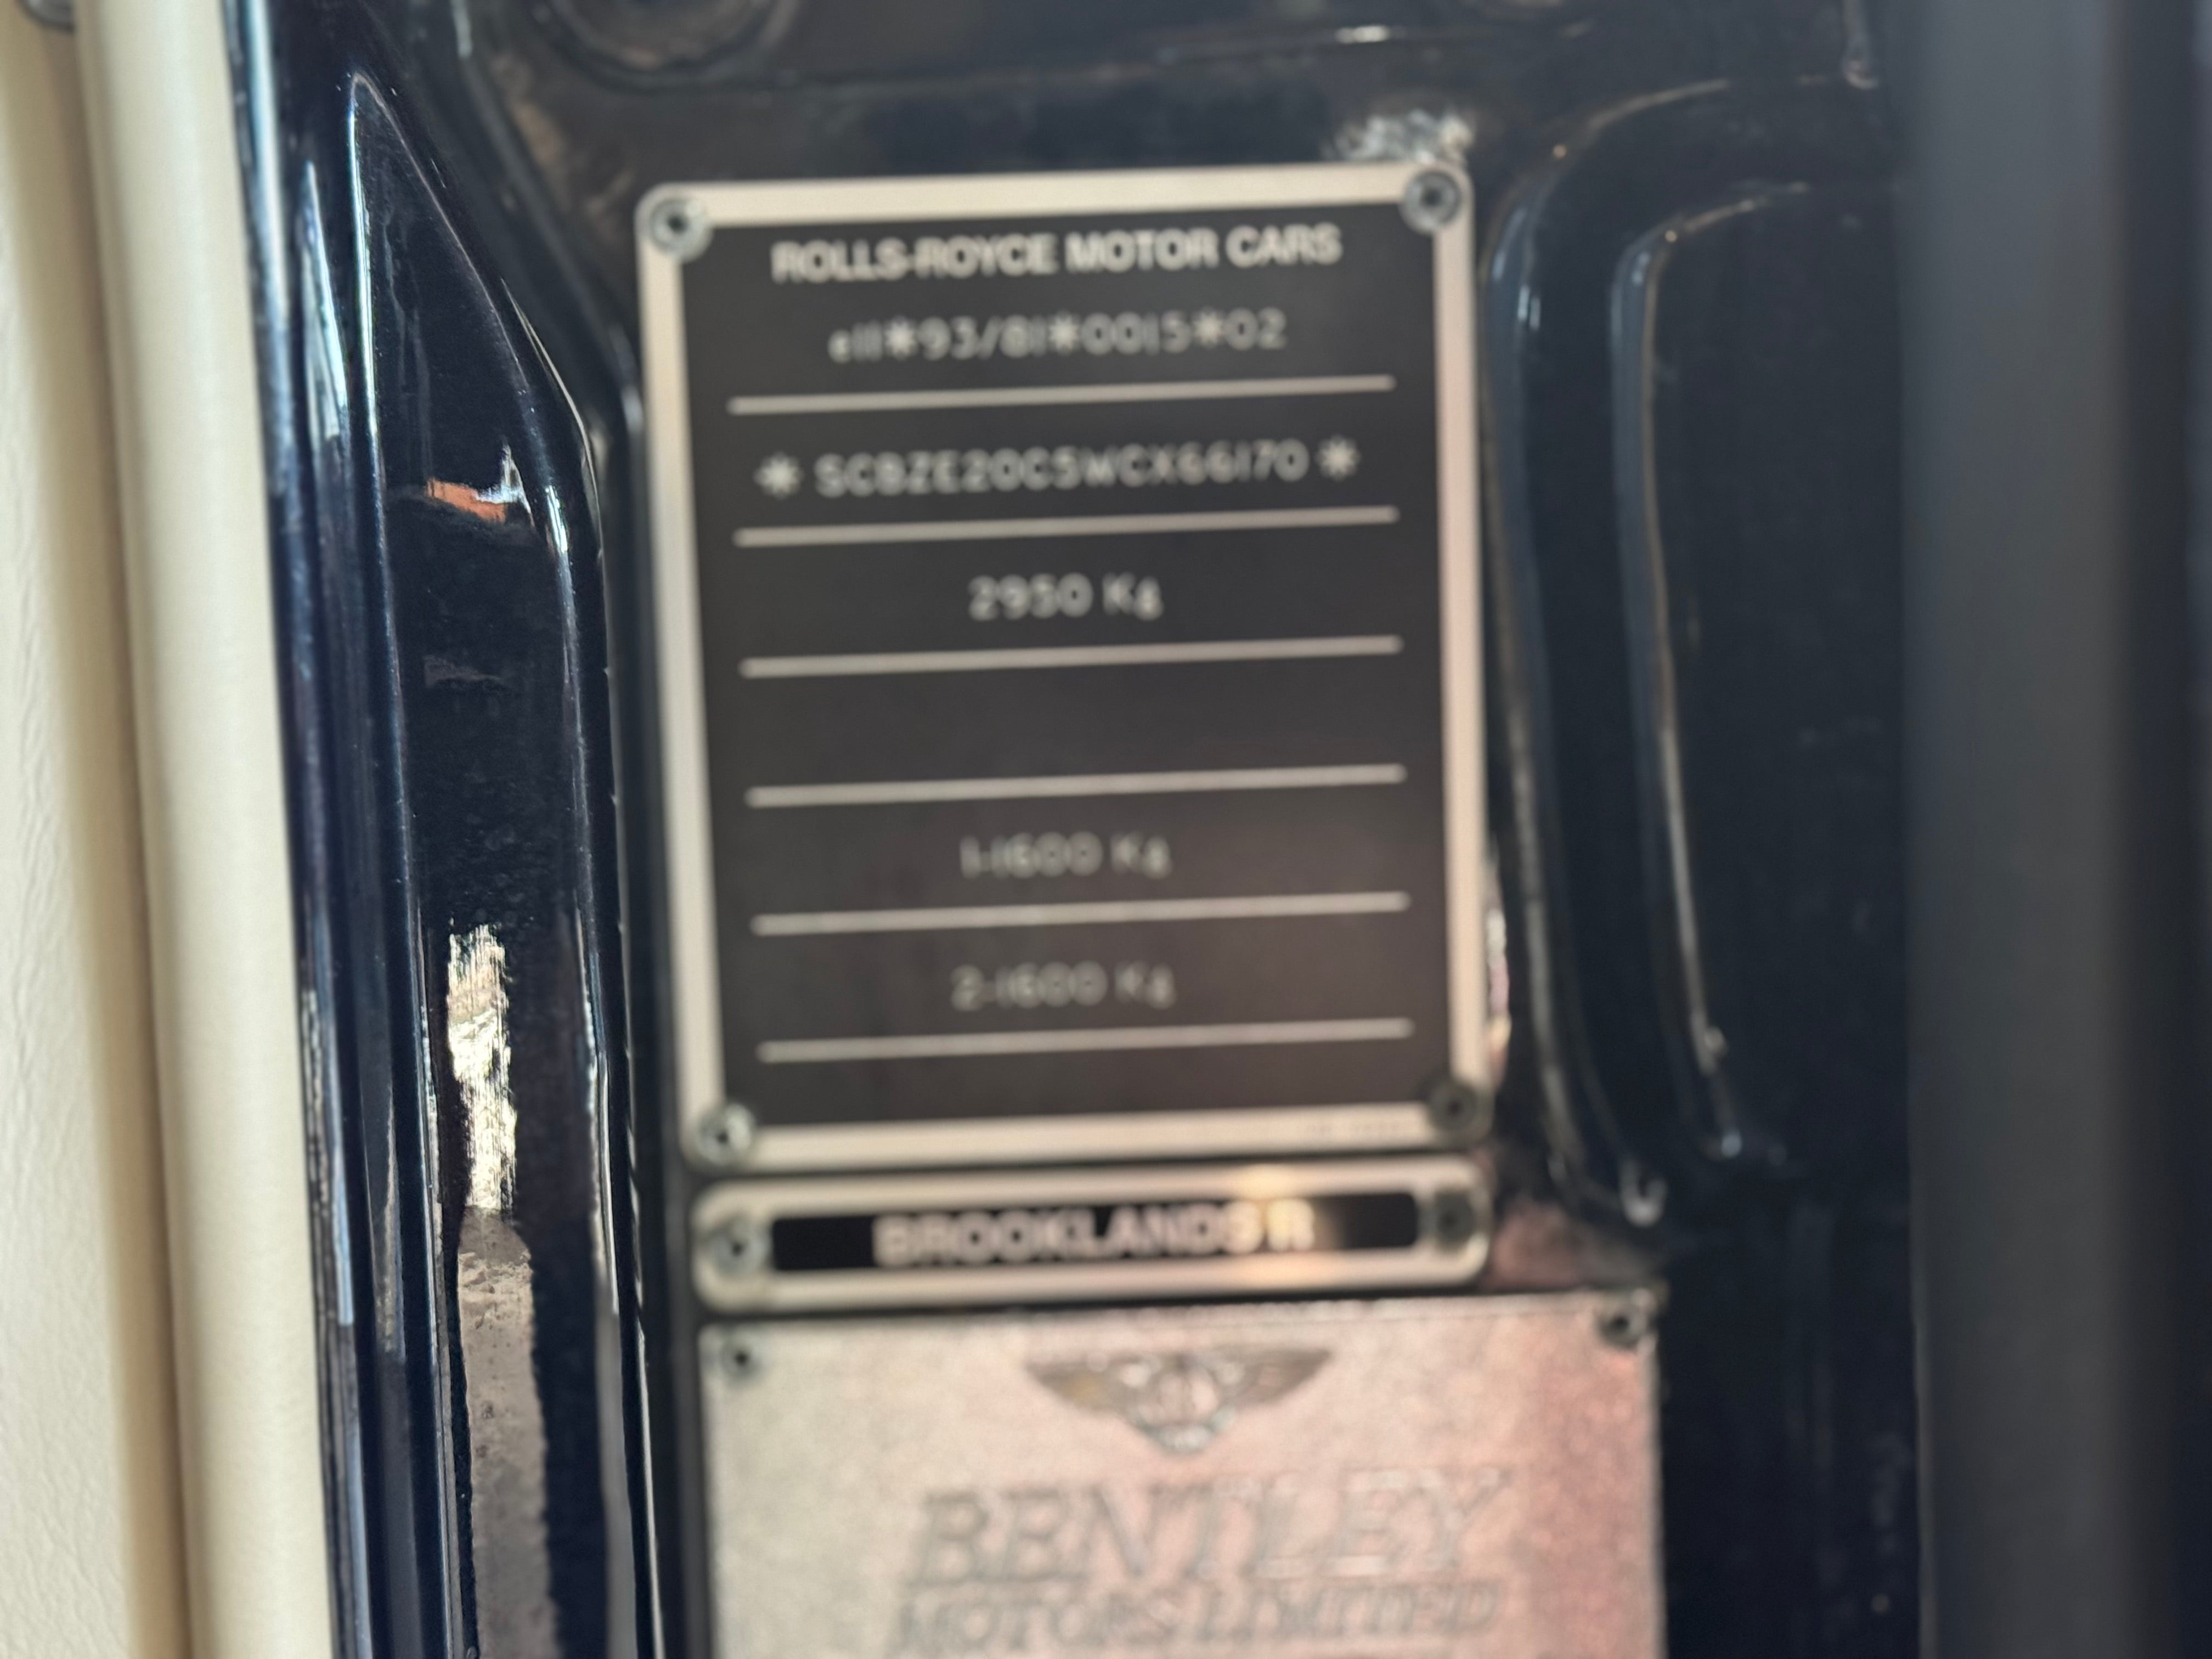 ROLLS-ROYCE MOTOR CARS
e11*93/81*0015*02
* SCBZE20C5WCX66170 *
2950 Kg
1-1600 Kg
2-1600 Kg
BROOKLANDS R
BENTLEY
MOTORS LIMITED